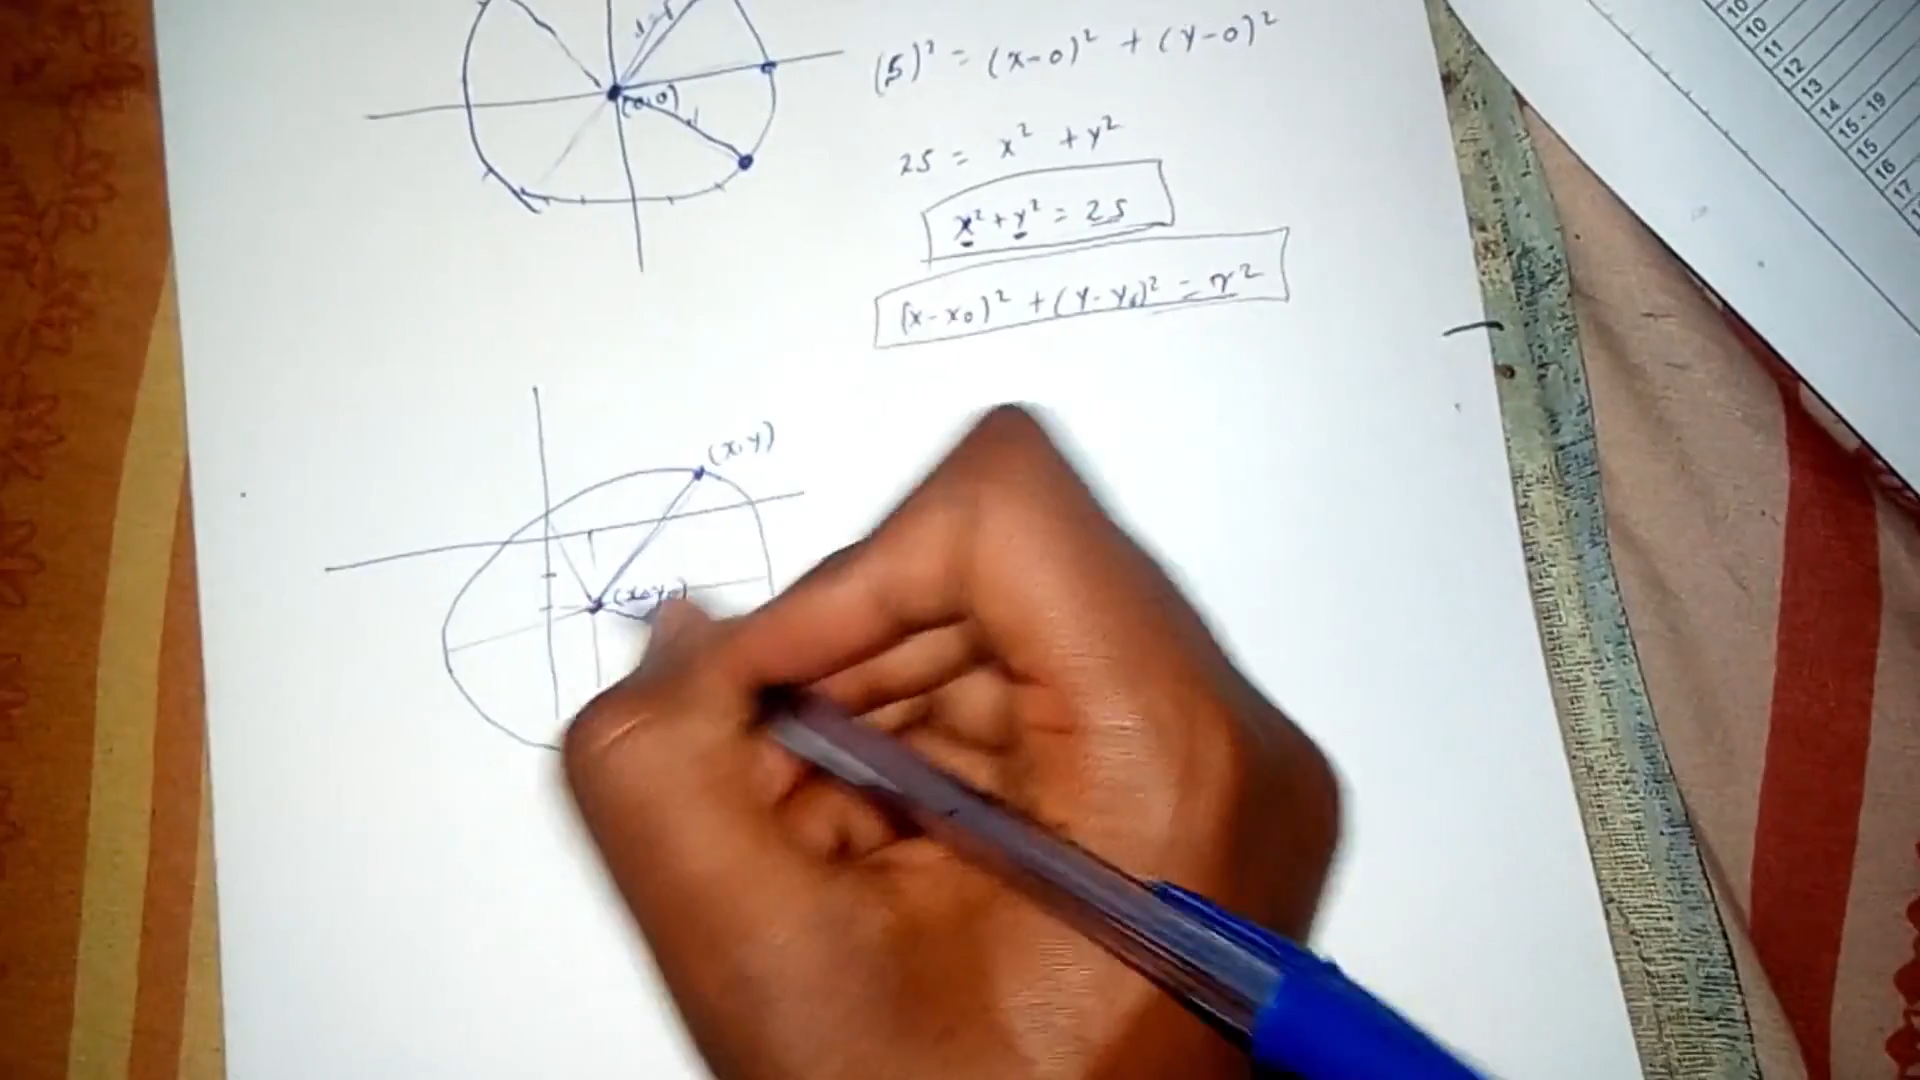 (0,0)
(5)² = (x-0)² + (y-0)²
25 = x² + y²
x² + y² = 25
(x-x₀)² + (y-y₀)² = r²
(x,y)
(x₀,y₀)
10
10
11
12
13
14
15-19
15
16
17